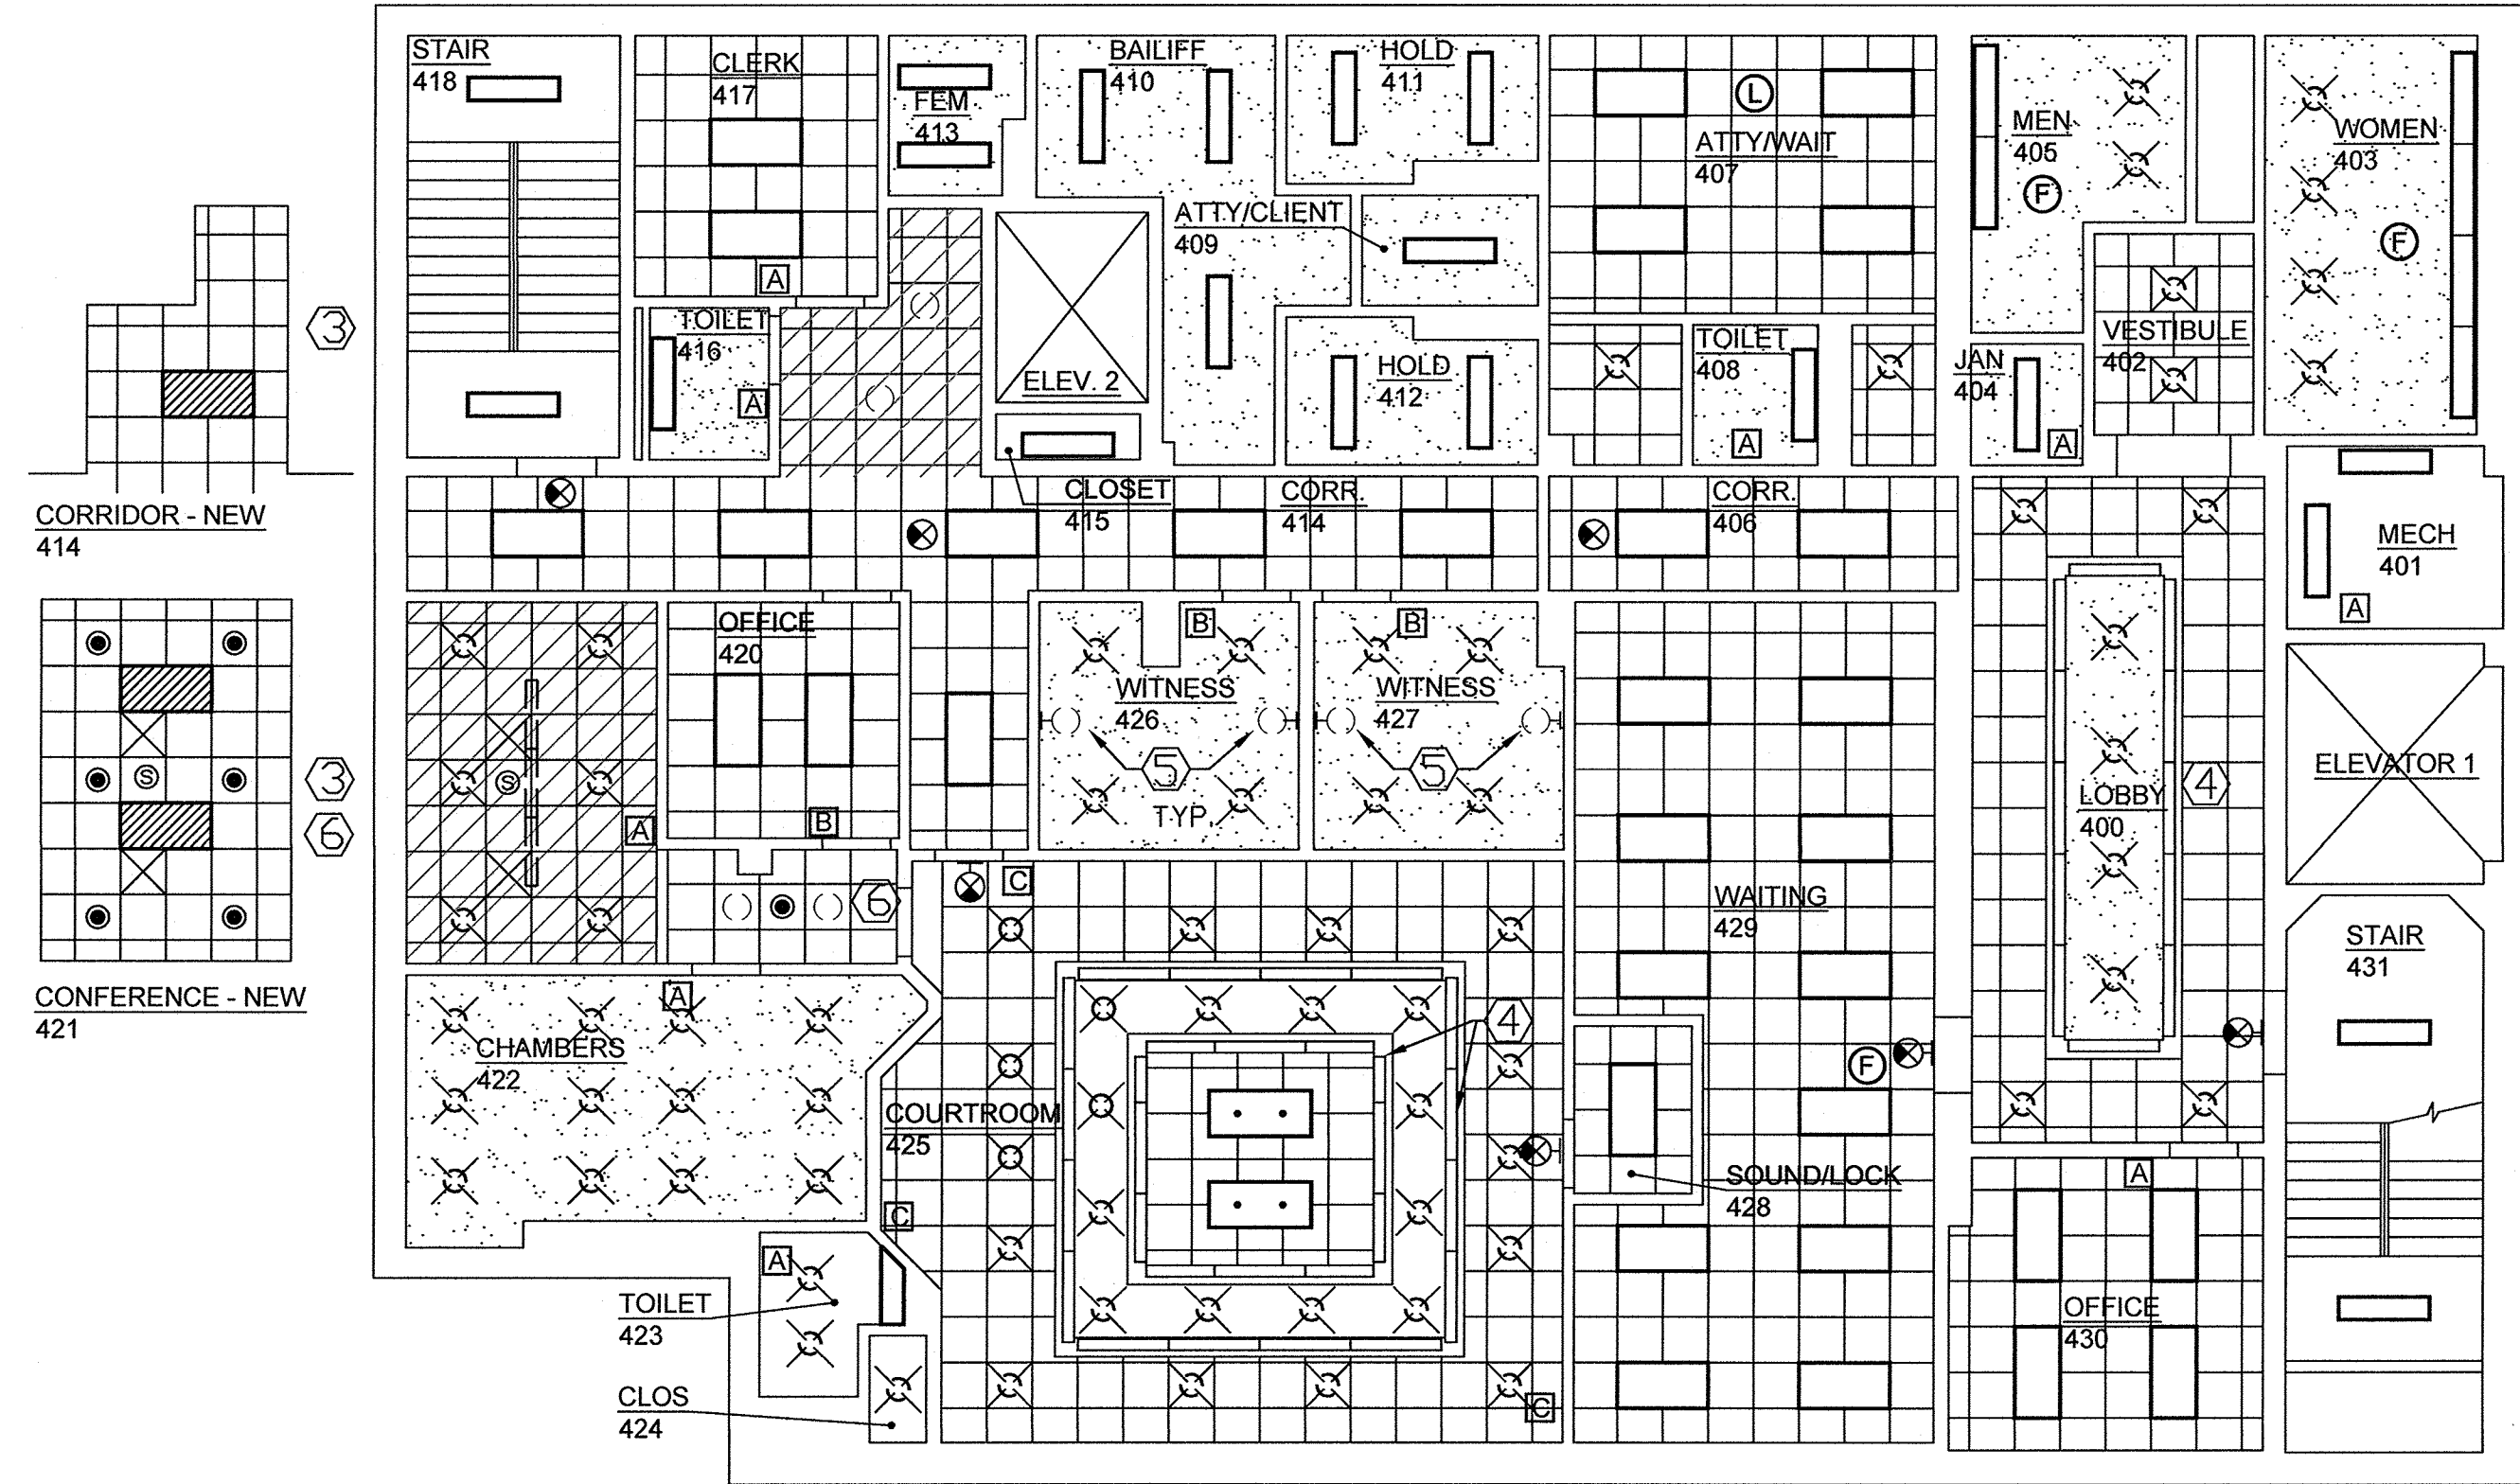 STAIR
418
CLERK
417
FEM
413
BAILIFF
410
HOLD
411
L
ATTY/WAIT
407
MEN
405
F
WOMEN
403
F
ATTY/CLIENT
409
A
TOILET
416
A
ELEV. 2
HOLD
412
TOILET
408
A
VESTIBULE
402
JAN
404
A
3
CORRIDOR - NEW
414
CLOSET
415
CORR.
414
CORR.
406
MECH
401
A
OFFICE
420
B
B
WITNESS
426
5
TYP.
B
WITNESS
427
5
LOBBY
400
4
ELEVATOR 1
S
3
6
CONFERENCE - NEW
421
S
A
6
C
WAITING
429
F
STAIR
431
A
CHAMBERS
422
4
COURTROOM
425
C
SOUND/LOCK
428
A
OFFICE
430
A
TOILET
423
CLOS
424
C